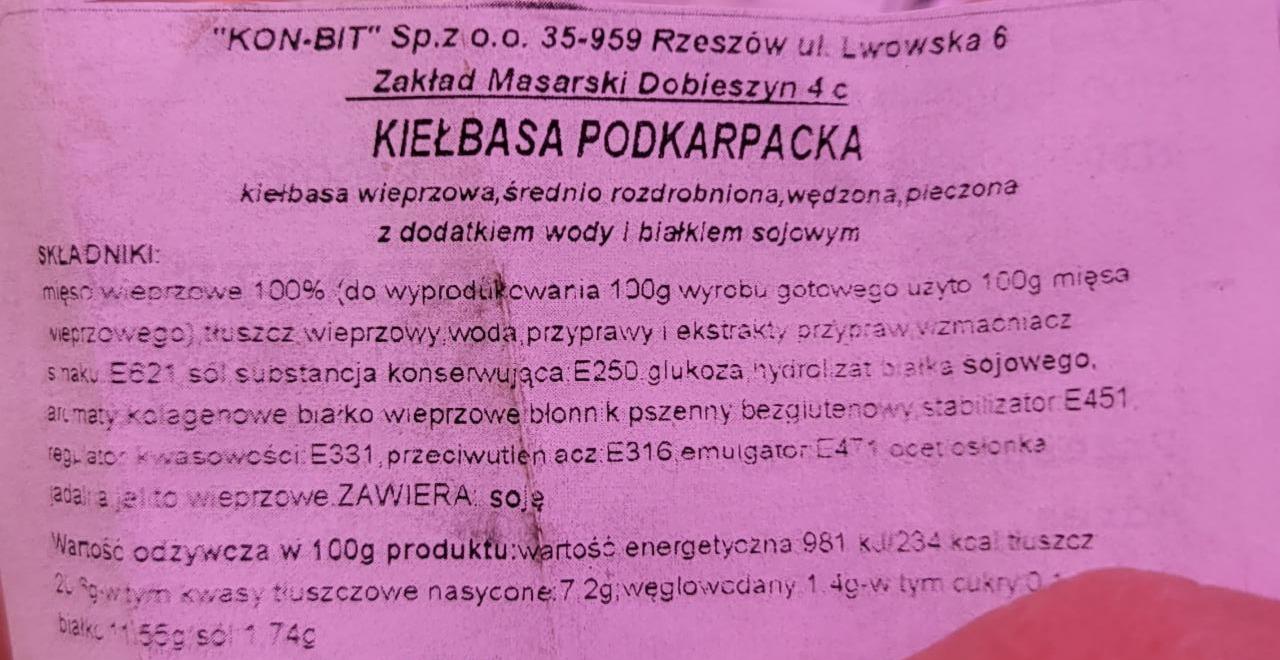 "KON-BIT" Sp.z o.o. 35-959 Rzeszów ul. Lwowska 6
Zakład Masarski Dobieszyn 4 c
KIEŁBASA PODKARPACKA
kiełbasa wieprzowa,średnio rozdrobniona,wędzona,pieczona
z dodatkiem wody i białkiem sojowym
SKŁADNIKI:
mięso wieprzowe 100% (do wyprodukowania 100g wyrobu gotowego użyto 100g mięsa
wieprzowego),tłuszcz wieprzowy,woda,przyprawy i ekstrakty przypraw,wzmacniacz
smaku E621,sól,substancja konserwująca:E250,glukoza,hydrolizat białka sojowego,
aromaty,kolagenowe białko wieprzowe,błonnik pszenny bezglutenowy,stabilizator:E451,
regulator kwasowości:E331,przeciwutleniacz:E316,emulgator:E471,ocet,osłonka
jadalna jelito wieprzowe.ZAWIERA: soję
Wartość odżywcza w 100g produktu:wartość energetyczna 981 kJ/234 kcal,tłuszcz
w tym kwasy tłuszczowe nasycone:7,2g;węglowodany 1,4g-w tym cukry
białko 11,55g sól 1,74g